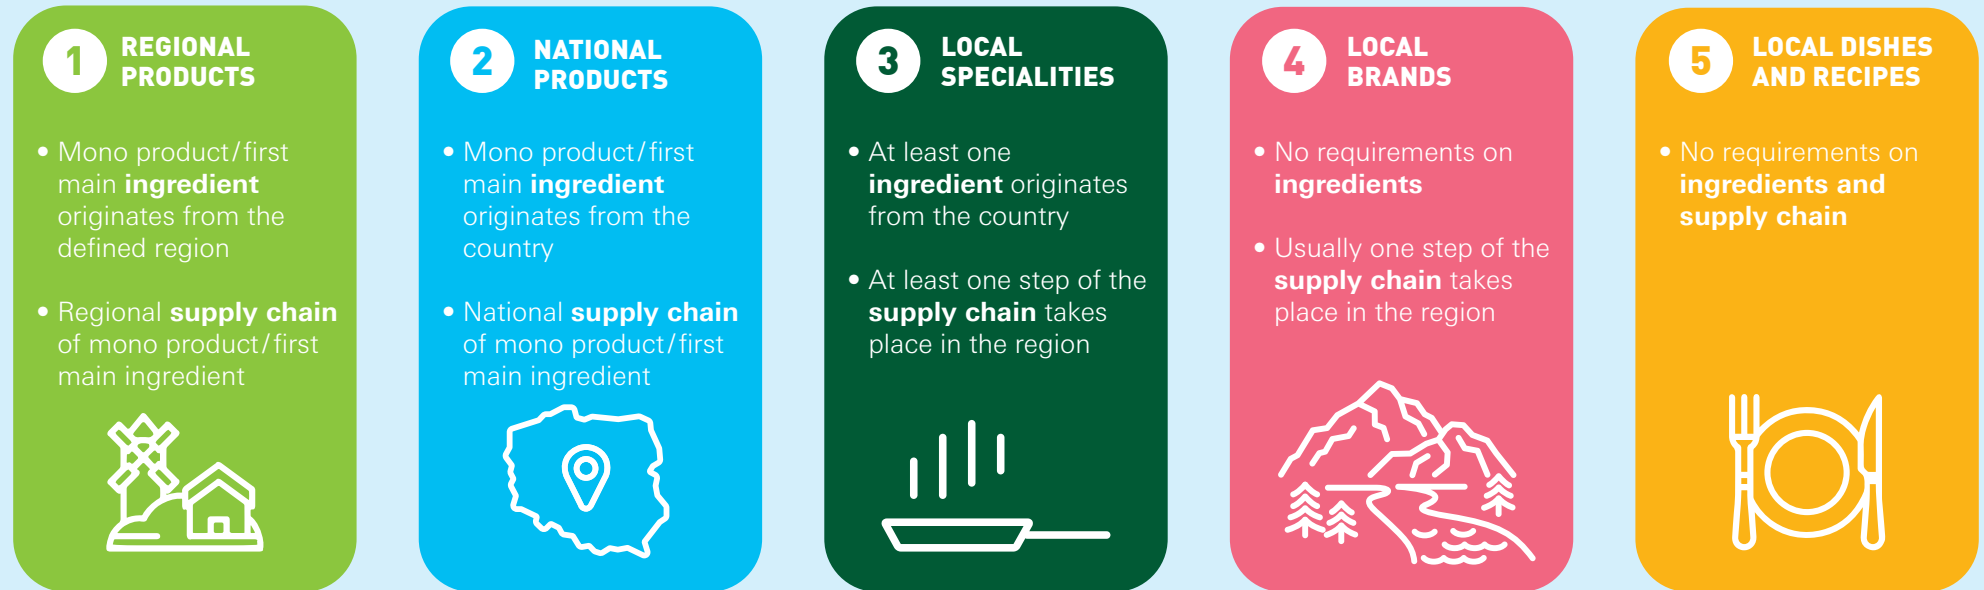 1
REGIONAL
PRODUCTS
• Mono product/first
main ingredient
originates from the
defined region
• Regional supply chain
of mono product/first
main ingredient
2
NATIONAL
PRODUCTS
• Mono product/first
main ingredient
originates from the
country
• National supply chain
of mono product/first
main ingredient
3
LOCAL
SPECIALITIES
• At least one
ingredient originates
from the country
• At least one step of the
supply chain takes
place in the region
4
LOCAL
BRANDS
• No requirements on
ingredients
• Usually one step of the
supply chain takes
place in the region
5
LOCAL DISHES
AND RECIPES
• No requirements on
ingredients and
supply chain